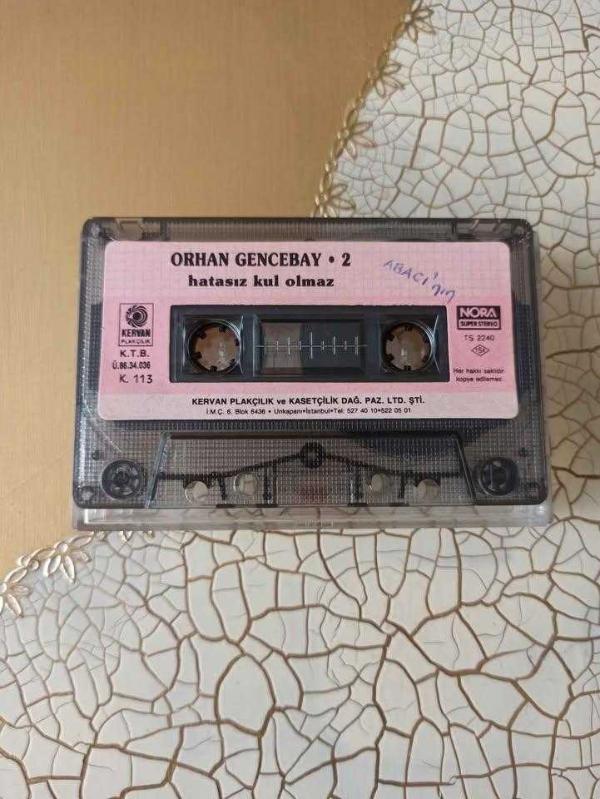 ORHAN GENCEBAY • 2
hatasız kul olmaz
ABACI'nın
KERVAN
PLAKÇILIK
K.T.B.
Ü.86.34.036
K. 113
NORA
SUPER STEREO
TS 2240
TSE
Her hakkı saklıdır
kopye edilemez.
KERVAN PLAKÇILIK ve KASETÇİLİK DAĞ. PAZ. LTD. ŞTİ.
İ.M.Ç. 6. Blok 6436 • Unkapanı•İstanbul•Tel: 527 40 10•522 05 01